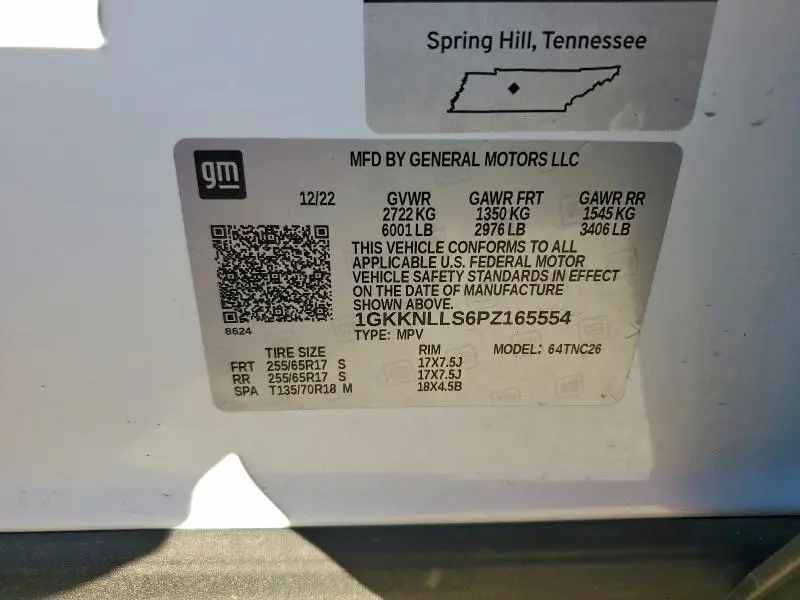 Spring Hill, Tennessee
gm
MFD BY GENERAL MOTORS LLC
12/22 GVWR GAWR FRT GAWR RR
2722 KG 1350 KG 1545 KG
6001 LB 2976 LB 3406 LB
THIS VEHICLE CONFORMS TO ALL
APPLICABLE U.S. FEDERAL MOTOR
VEHICLE SAFETY STANDARDS IN EFFECT
ON THE DATE OF MANUFACTURE
SHOWN ABOVE.
1GKKNLLS6PZ165554
8624
TYPE: MPV MODEL: 64TNC26
TIRE SIZE RIM
FRT 255/65R17 S 17X7.5J
RR 255/65R17 S 17X7.5J
SPA T135/70R18 M 18X4.5B